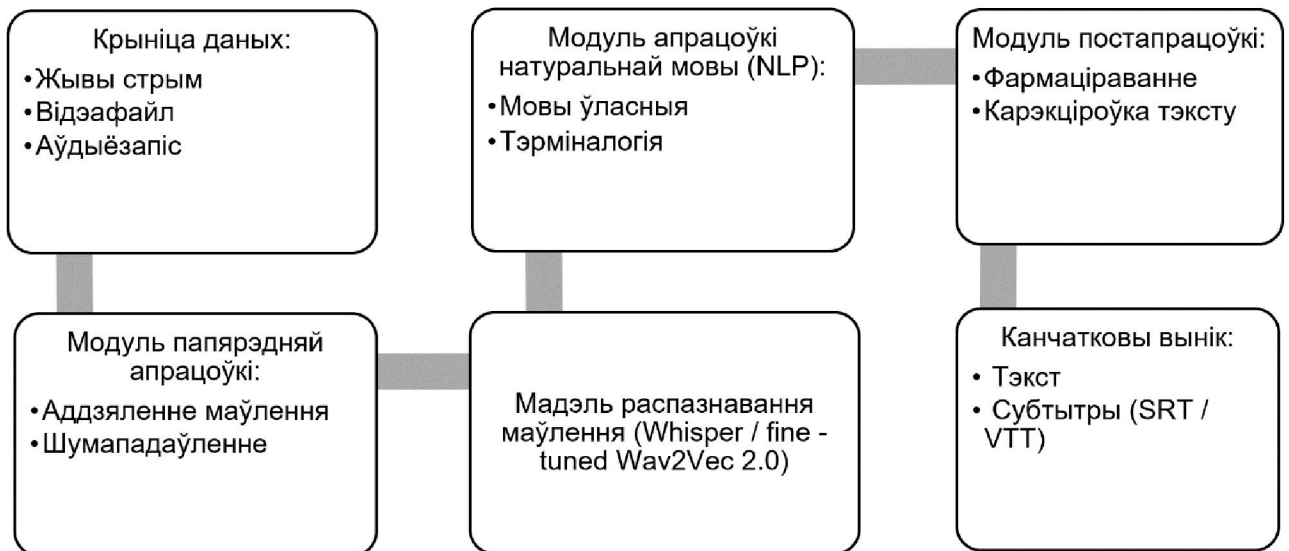 Крыніца даных:
•Жывы стрым
•Відэафайл
•Аўдыёзапіс
Модуль папярэдняй
апрацоўкі:
•Аддзяленне маўлення
•Шумападаўленне
Мадэль распазнавання
маўлення (Whisper / fine -
tuned Wav2Vec 2.0)
Модуль апрацоўкі
натуральнай мовы (NLP):
•Мовы ўласныя
•Тэрміналогія
Модуль постапрацоўкі:
•Фармаціраванне
•Карэкціроўка тэксту
Канчатковы вынік:
• Тэкст
• Субтытры (SRT /
VTT)